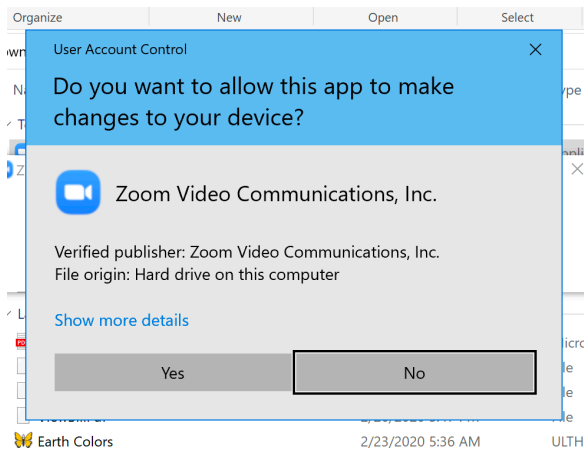 Organize New Open Select
User Account Control
Do you want to allow this app to make
changes to your device?
Zoom Video Communications, Inc.
Verified publisher: Zoom Video Communications, Inc.
File origin: Hard drive on this computer
Show more details
Yes No
Earth Colors 2/23/2020 5:36 AM ULTH